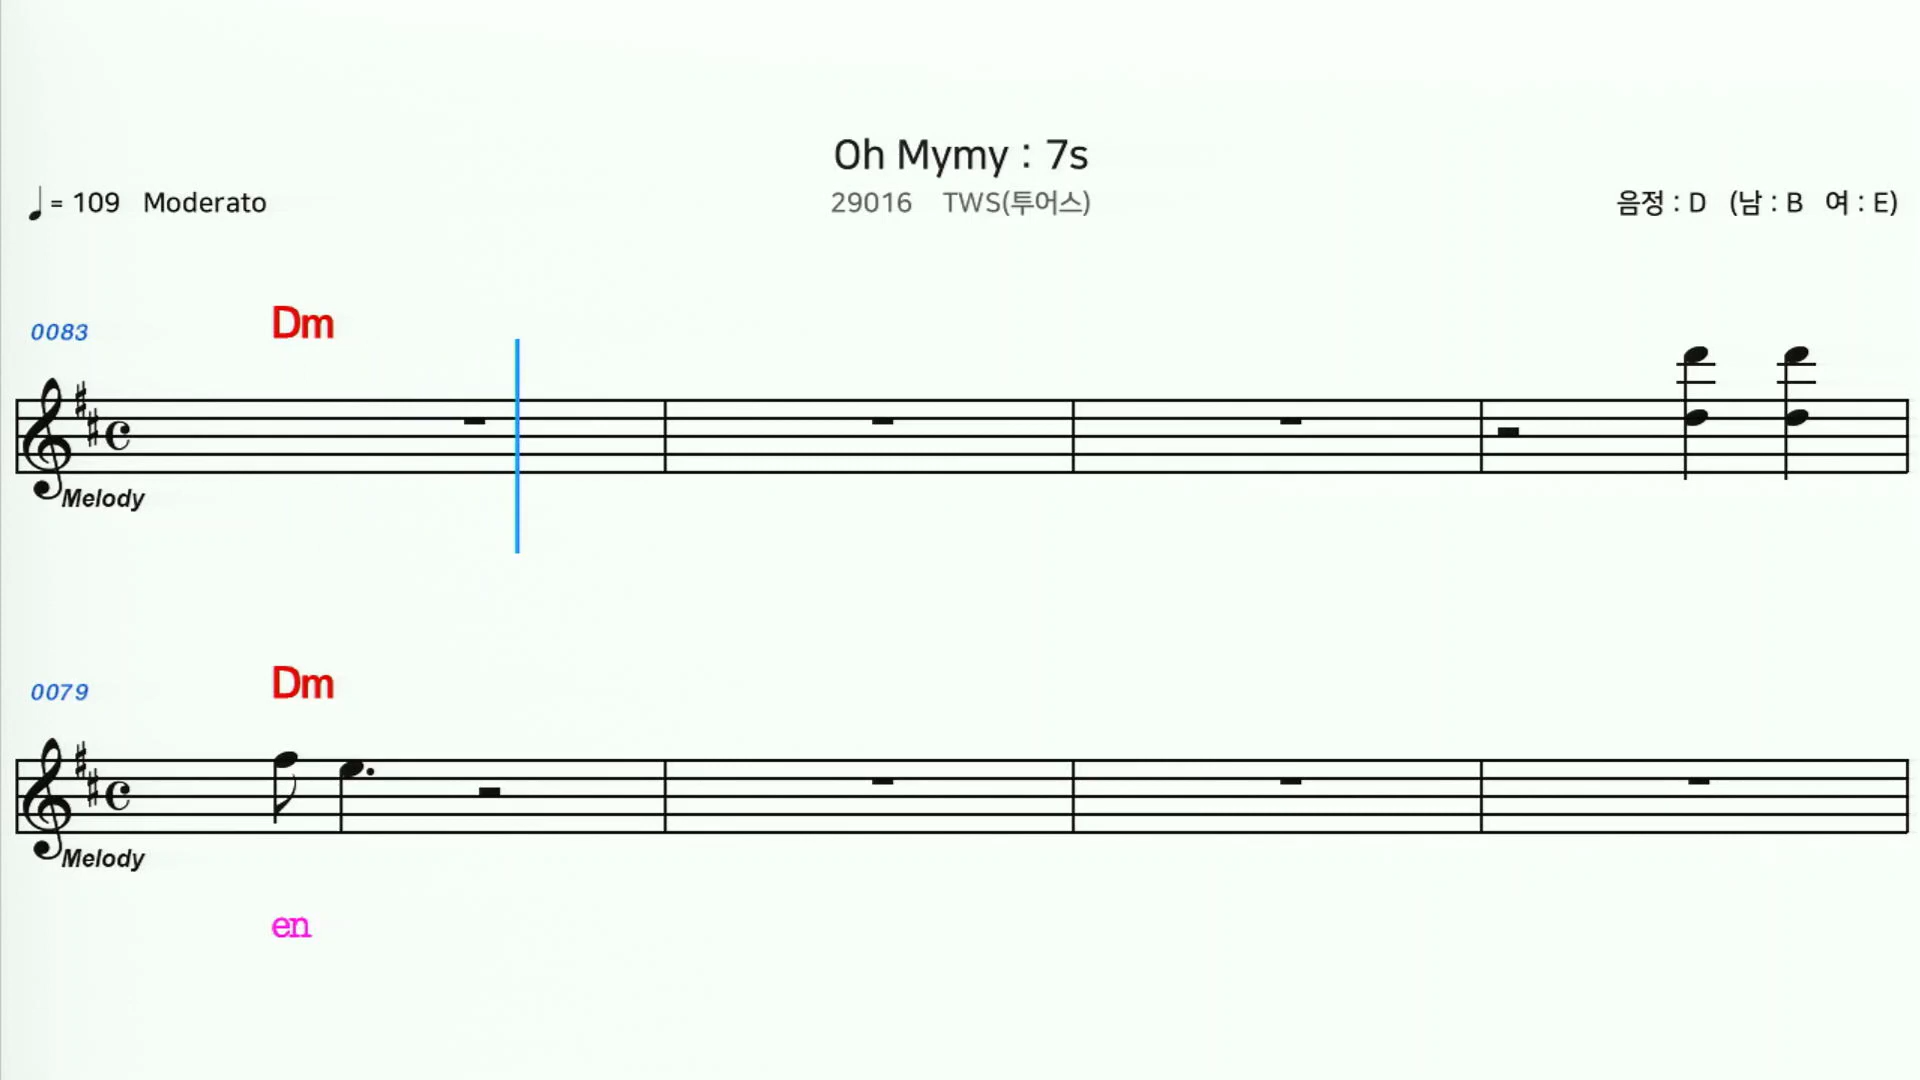 Oh Mymy : 7s
= 109 Moderato
29016 TWS(투어스)
음정 : D (남 : B 여 : E)
0083
Dm
Melody
0079
Dm
Melody
en